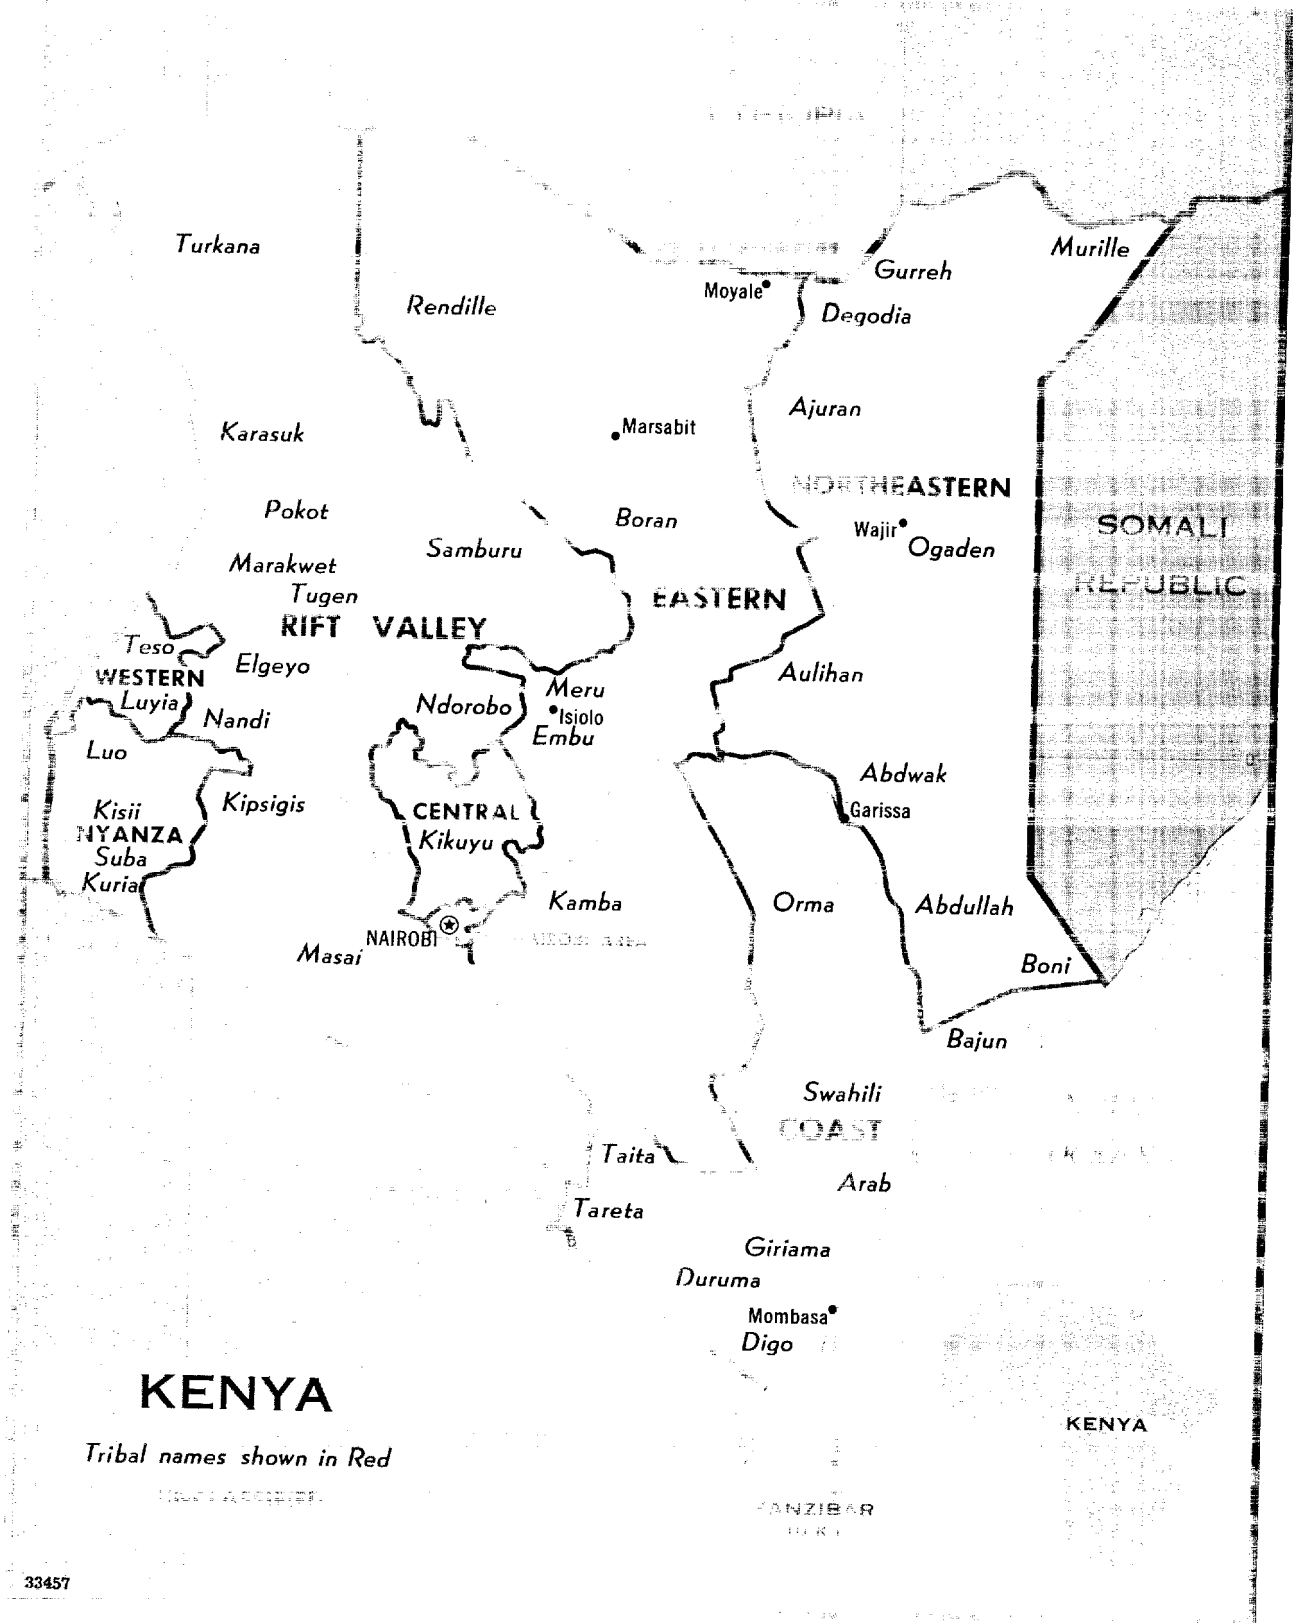 Turkana
Murille
Gurreh
Moyale
Rendille
Degodia
Ajuran
Marsabit
Karasuk
NORTHEASTERN
Pokot
Boran
Wajir
SOMALI
Samburu
Ogaden
Marakwet
REPUBLIC
Tugen
EASTERN
RIFT VALLEY
Teso
Elgeyo
WESTERN
Aulihan
Luyia
Meru
Ndorobo
Nandi
Isiolo
Embu
Luo
Abdwak
Kipsigis
Kisii
CENTRAL
Garissa
NYANZA
Kikuyu
Suba
Kuria
Kamba
Orma
Abdullah
NAIROBI
Masai
Boni
Bajun
Swahili
COAST
Taita
Arab
Tareta
Giriama
Duruma
Mombasa
Digo
KENYA
KENYA
Tribal names shown in Red
ZANZIBAR
33457